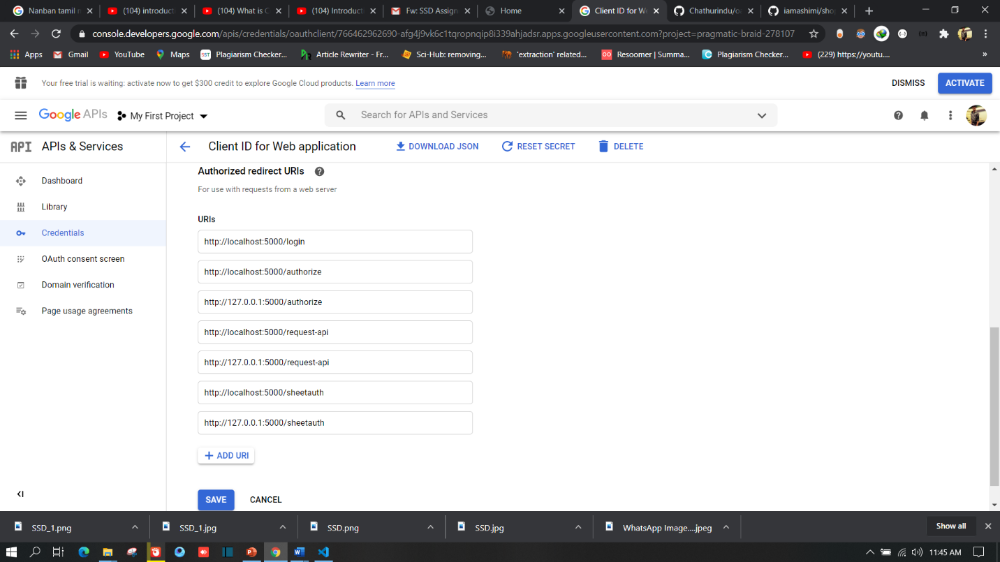 Nanban tamil n
(104) introducti
(104) What is C
(104) Introducti
Fw: SSD Assign
Home
Client ID for We
Chathurindu/oa
iamashimi/shop
console.developers.google.com/apis/credentials/oauthclient/766462962690-afg4j9vk6c1tqropnqip8i339ahjadsr.apps.googleusercontent.com?project=pragmatic-braid-278107
Apps
Gmail
YouTube
Maps
SST
Plagiarism Checker...
Article Rewriter - Fr...
Sci-Hub: removing...
'extraction' related...
Resoomer | Summa...
Plagiarism Checker...
(229) https://youtu....
»
Your free trial is waiting: activate now to get $300 credit to explore Google Cloud products. Learn more
DISMISS
ACTIVATE
Google APIs
My First Project
Search for APIs and Services
API APIs & Services
Client ID for Web application
DOWNLOAD JSON
RESET SECRET
DELETE
Dashboard
Library
Credentials
OAuth consent screen
Domain verification
Page usage agreements
Authorized redirect URIs
For use with requests from a web server
URIs
http://localhost:5000/login
http://localhost:5000/authorize
http://127.0.0.1:5000/authorize
http://localhost:5000/request-api
http://127.0.0.1:5000/request-api
http://localhost:5000/sheetauth
http://127.0.0.1:5000/sheetauth
ADD URI
SAVE
CANCEL
SSD_1.png
SSD_1.jpg
SSD.png
SSD.jpg
WhatsApp Image....jpeg
Show all
11:45 AM